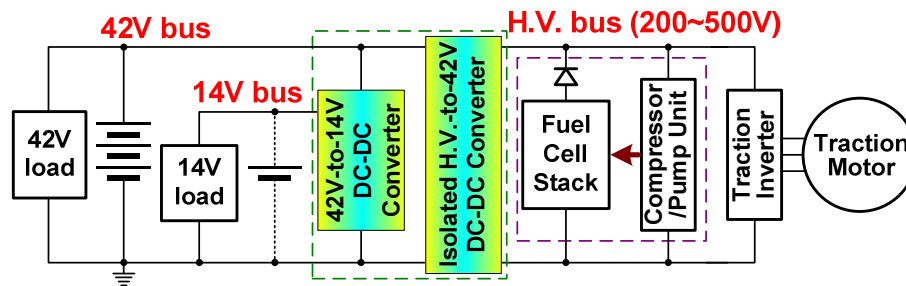 42V bus
H.V. bus (200~500V)
14V bus
42V
load
14V
load
42V-to-14V
DC-DC
Converter
Isolated H.V.-to-42V
DC-DC Converter
Fuel
Cell
Stack
Compressor
/Pump Unit
Traction
Inverter
Traction
Motor